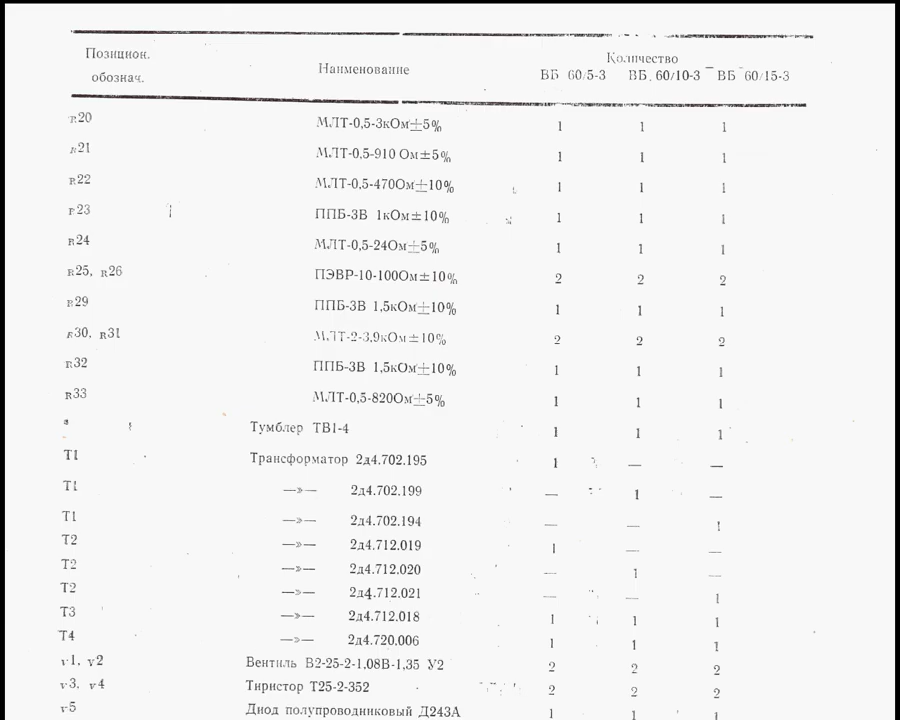 Позицион. обознач. Наименование Количество
ВБ 60/5-3 ВБ 60/10-3 ВБ 60/15-3
R20 МЛТ-0,5-3кОм±5% 1 1 1
R21 МЛТ-0,5-910 Ом±5% 1 1 1
R22 МЛТ-0,5-470Ом±10% 1 1 1
R23 ППБ-3В 1кОм±10% 1 1 1
R24 МЛТ-0,5-24Ом±5% 1 1 1
R25, R26 ПЭВР-10-100Ом±10% 2 2 2
R29 ППБ-3В 1,5кОм±10% 1 1 1
R30, R31 МЛТ-2-3,9кОм±10% 2 2 2
R32 ППБ-3В 1,5кОм±10% 1 1 1
R33 МЛТ-0,5-820Ом±5% 1 1 1
Тумблер ТВ1-4 1 1 1
Т1 Трансформатор 2д4.702.195 1 — —
Т1 —»— 2д4.702.199 — 1 —
Т1 —»— 2д4.702.194 — — 1
Т2 —»— 2д4.712.019 1 — —
Т2 —»— 2д4.712.020 — 1 —
Т2 —»— 2д4.712.021 — — 1
Т3 —»— 2д4.712.018 1 1 1
Т4 —»— 2д4.720.006 1 1 1
v1, v2 Вентиль В2-25-2-1,08В-1,35 У2 2 2 2
v3, v4 Тиристор Т25-2-352 2 2 2
v5 Диод полупроводниковый Д243А 1 1 1